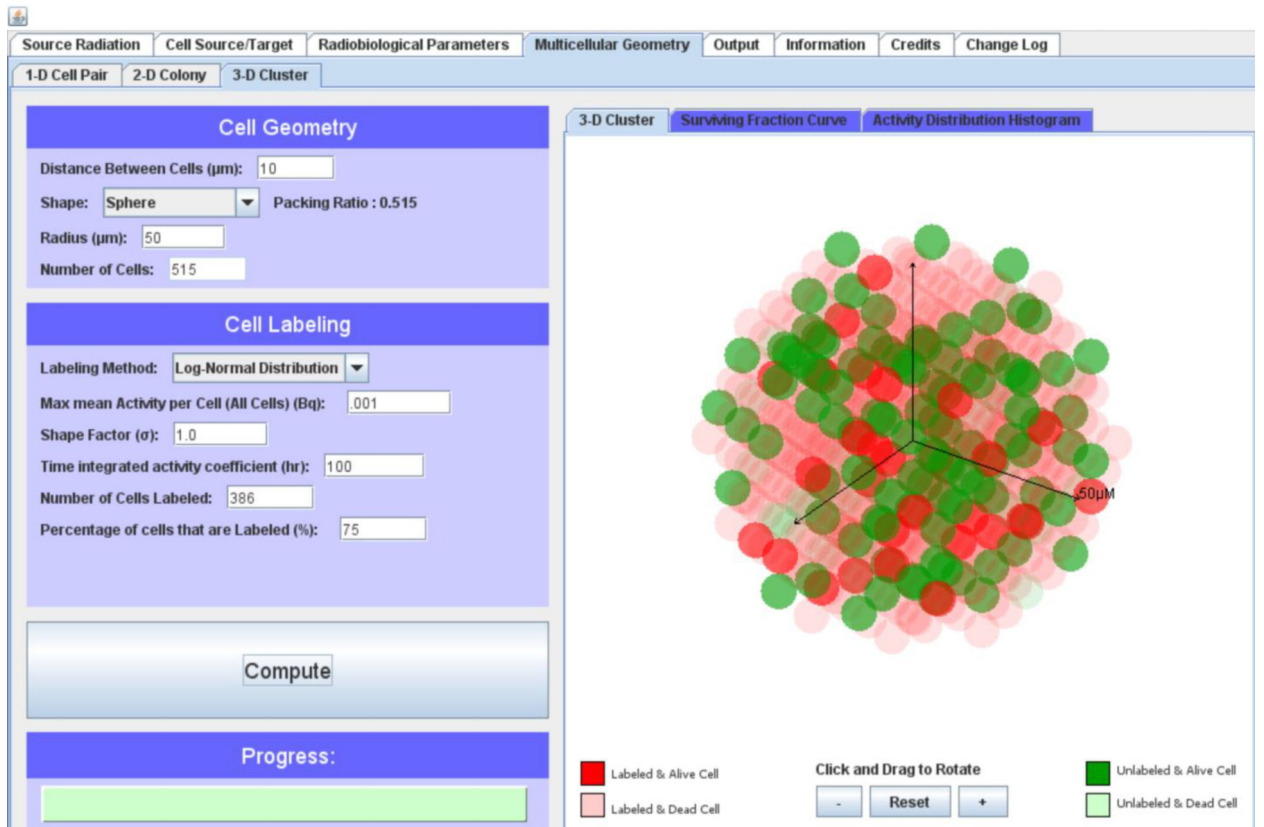 Source Radiation Cell Source/Target Radiobiological Parameters Multicellular Geometry Output Information Credits Change Log
1-D Cell Pair 2-D Colony 3-D Cluster
Cell Geometry
Distance Between Cells (μm): 10
Shape: Sphere Packing Ratio : 0.515
Radius (μm): 50
Number of Cells: 515
Cell Labeling
Labeling Method: Log-Normal Distribution
Max mean Activity per Cell (All Cells) (Bq): .001
Shape Factor (σ): 1.0
Time integrated activity coefficient (hr): 100
Number of Cells Labeled: 386
Percentage of cells that are Labeled (%): 75
Compute
Progress:
3-D Cluster Surviving Fraction Curve Activity Distribution Histogram
50μM
Labeled & Alive Cell
Labeled & Dead Cell
Click and Drag to Rotate
- Reset +
Unlabeled & Alive Cell
Unlabeled & Dead Cell